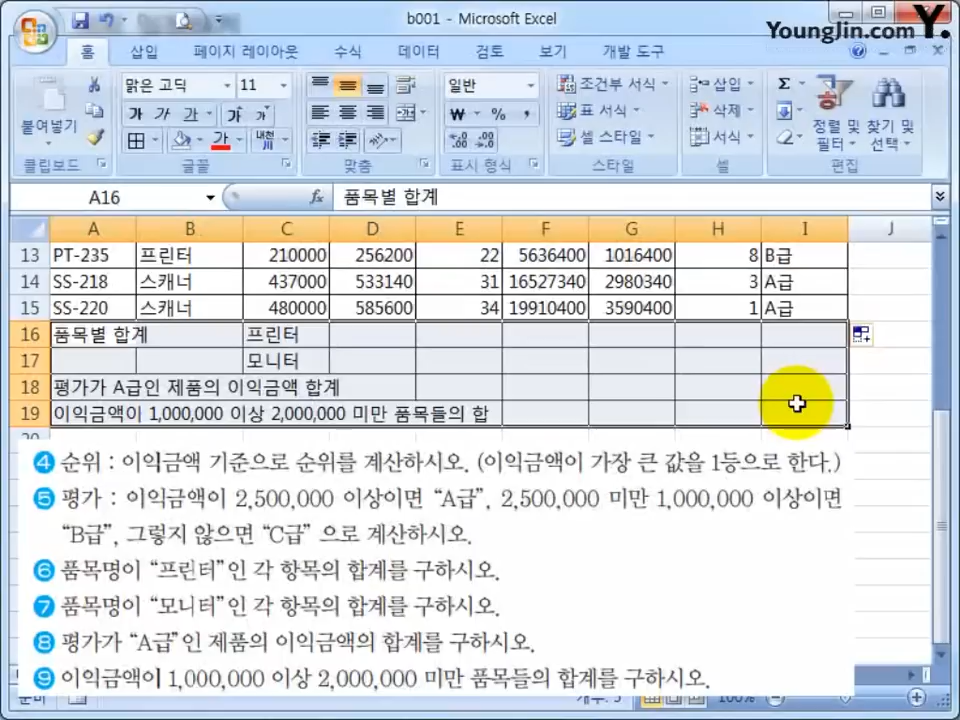 b001 - Microsoft Excel
YoungJin.com Y.
홈 삽입 페이지 레이아웃 수식 데이터 검토 보기 개발 도구
맑은 고딕 11 일반 조건부 서식 삽입 Σ
붙여넣기 가 가 가 가 가 ₩ % , 표 서식 삭제 정렬 및 찾기 및
가 내천 셀 스타일 서식 필터 선택
클립보드 글꼴 맞춤 표시 형식 스타일 셀 편집
A16 fx 품목별 합계
A B C D E F G H I J
13 PT-235 프린터 210000 256200 22 5636400 1016400 8 B급
14 SS-218 스캐너 437000 533140 31 16527340 2980340 3 A급
15 SS-220 스캐너 480000 585600 34 19910400 3590400 1 A급
16 품목별 합계 프린터
17 모니터
18 평가가 A급인 제품의 이익금액 합계
19 이익금액이 1,000,000 이상 2,000,000 미만 품목들의 합
④ 순위 : 이익금액 기준으로 순위를 계산하시오. (이익금액이 가장 큰 값을 1등으로 한다.)
⑤ 평가 : 이익금액이 2,500,000 이상이면 “A급”, 2,500,000 미만 1,000,000 이상이면
“B급”, 그렇지 않으면 “C급” 으로 계산하시오.
⑥ 품목명이 “프린터”인 각 항목의 합계를 구하시오.
⑦ 품목명이 “모니터”인 각 항목의 합계를 구하시오.
⑧ 평가가 “A급”인 제품의 이익금액의 합계를 구하시오.
⑨ 이익금액이 1,000,000 이상 2,000,000 미만 품목들의 합계를 구하시오.